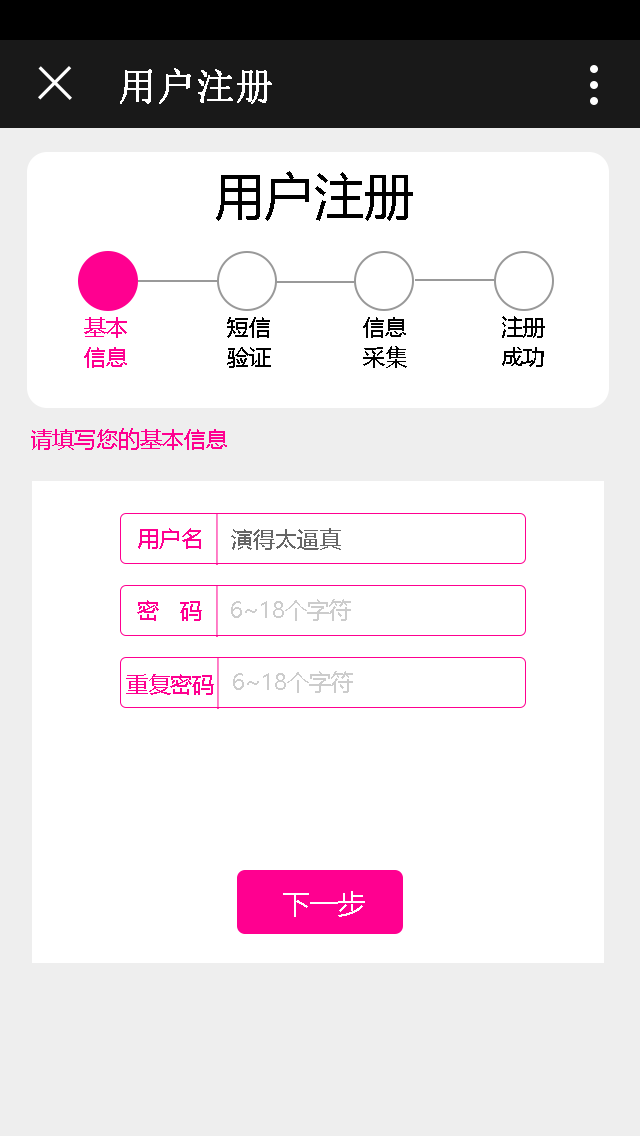 用户注册
用户注册
基本 短信 信息 注册
信息 验证 采集 成功
请填写您的基本信息
用户名 演得太逼真
密 码 6~18个字符
重复密码 6~18个字符
下一步